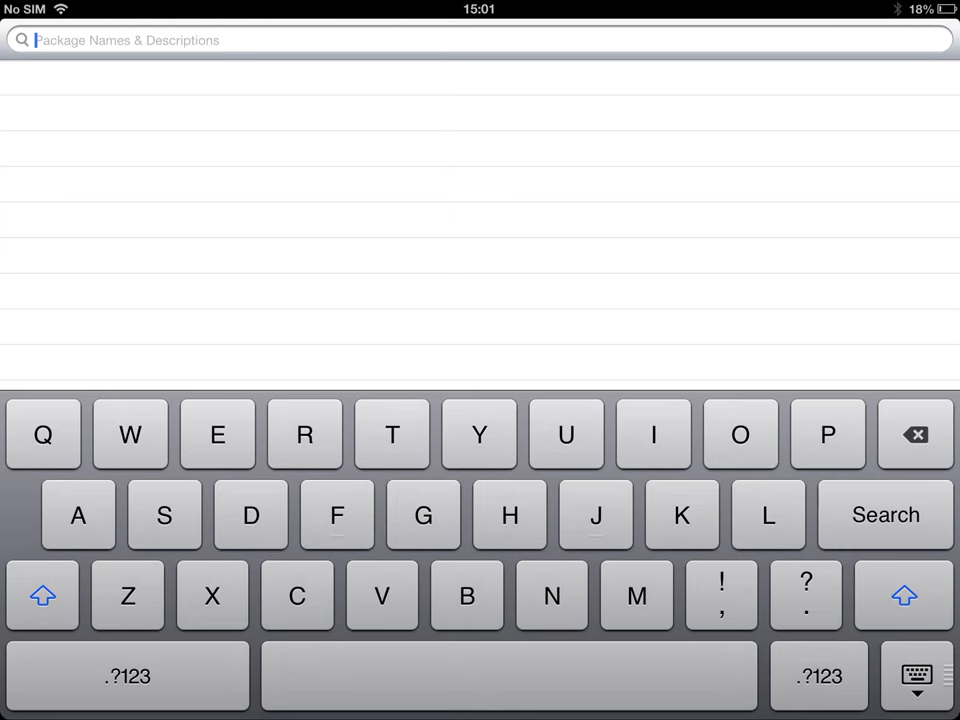 No SIM 15:01 18%
Package Names & Descriptions
Q W E R T Y U I O P
A S D F G H J K L Search
Z X C V B N M ! , ? .
.?123 .?123